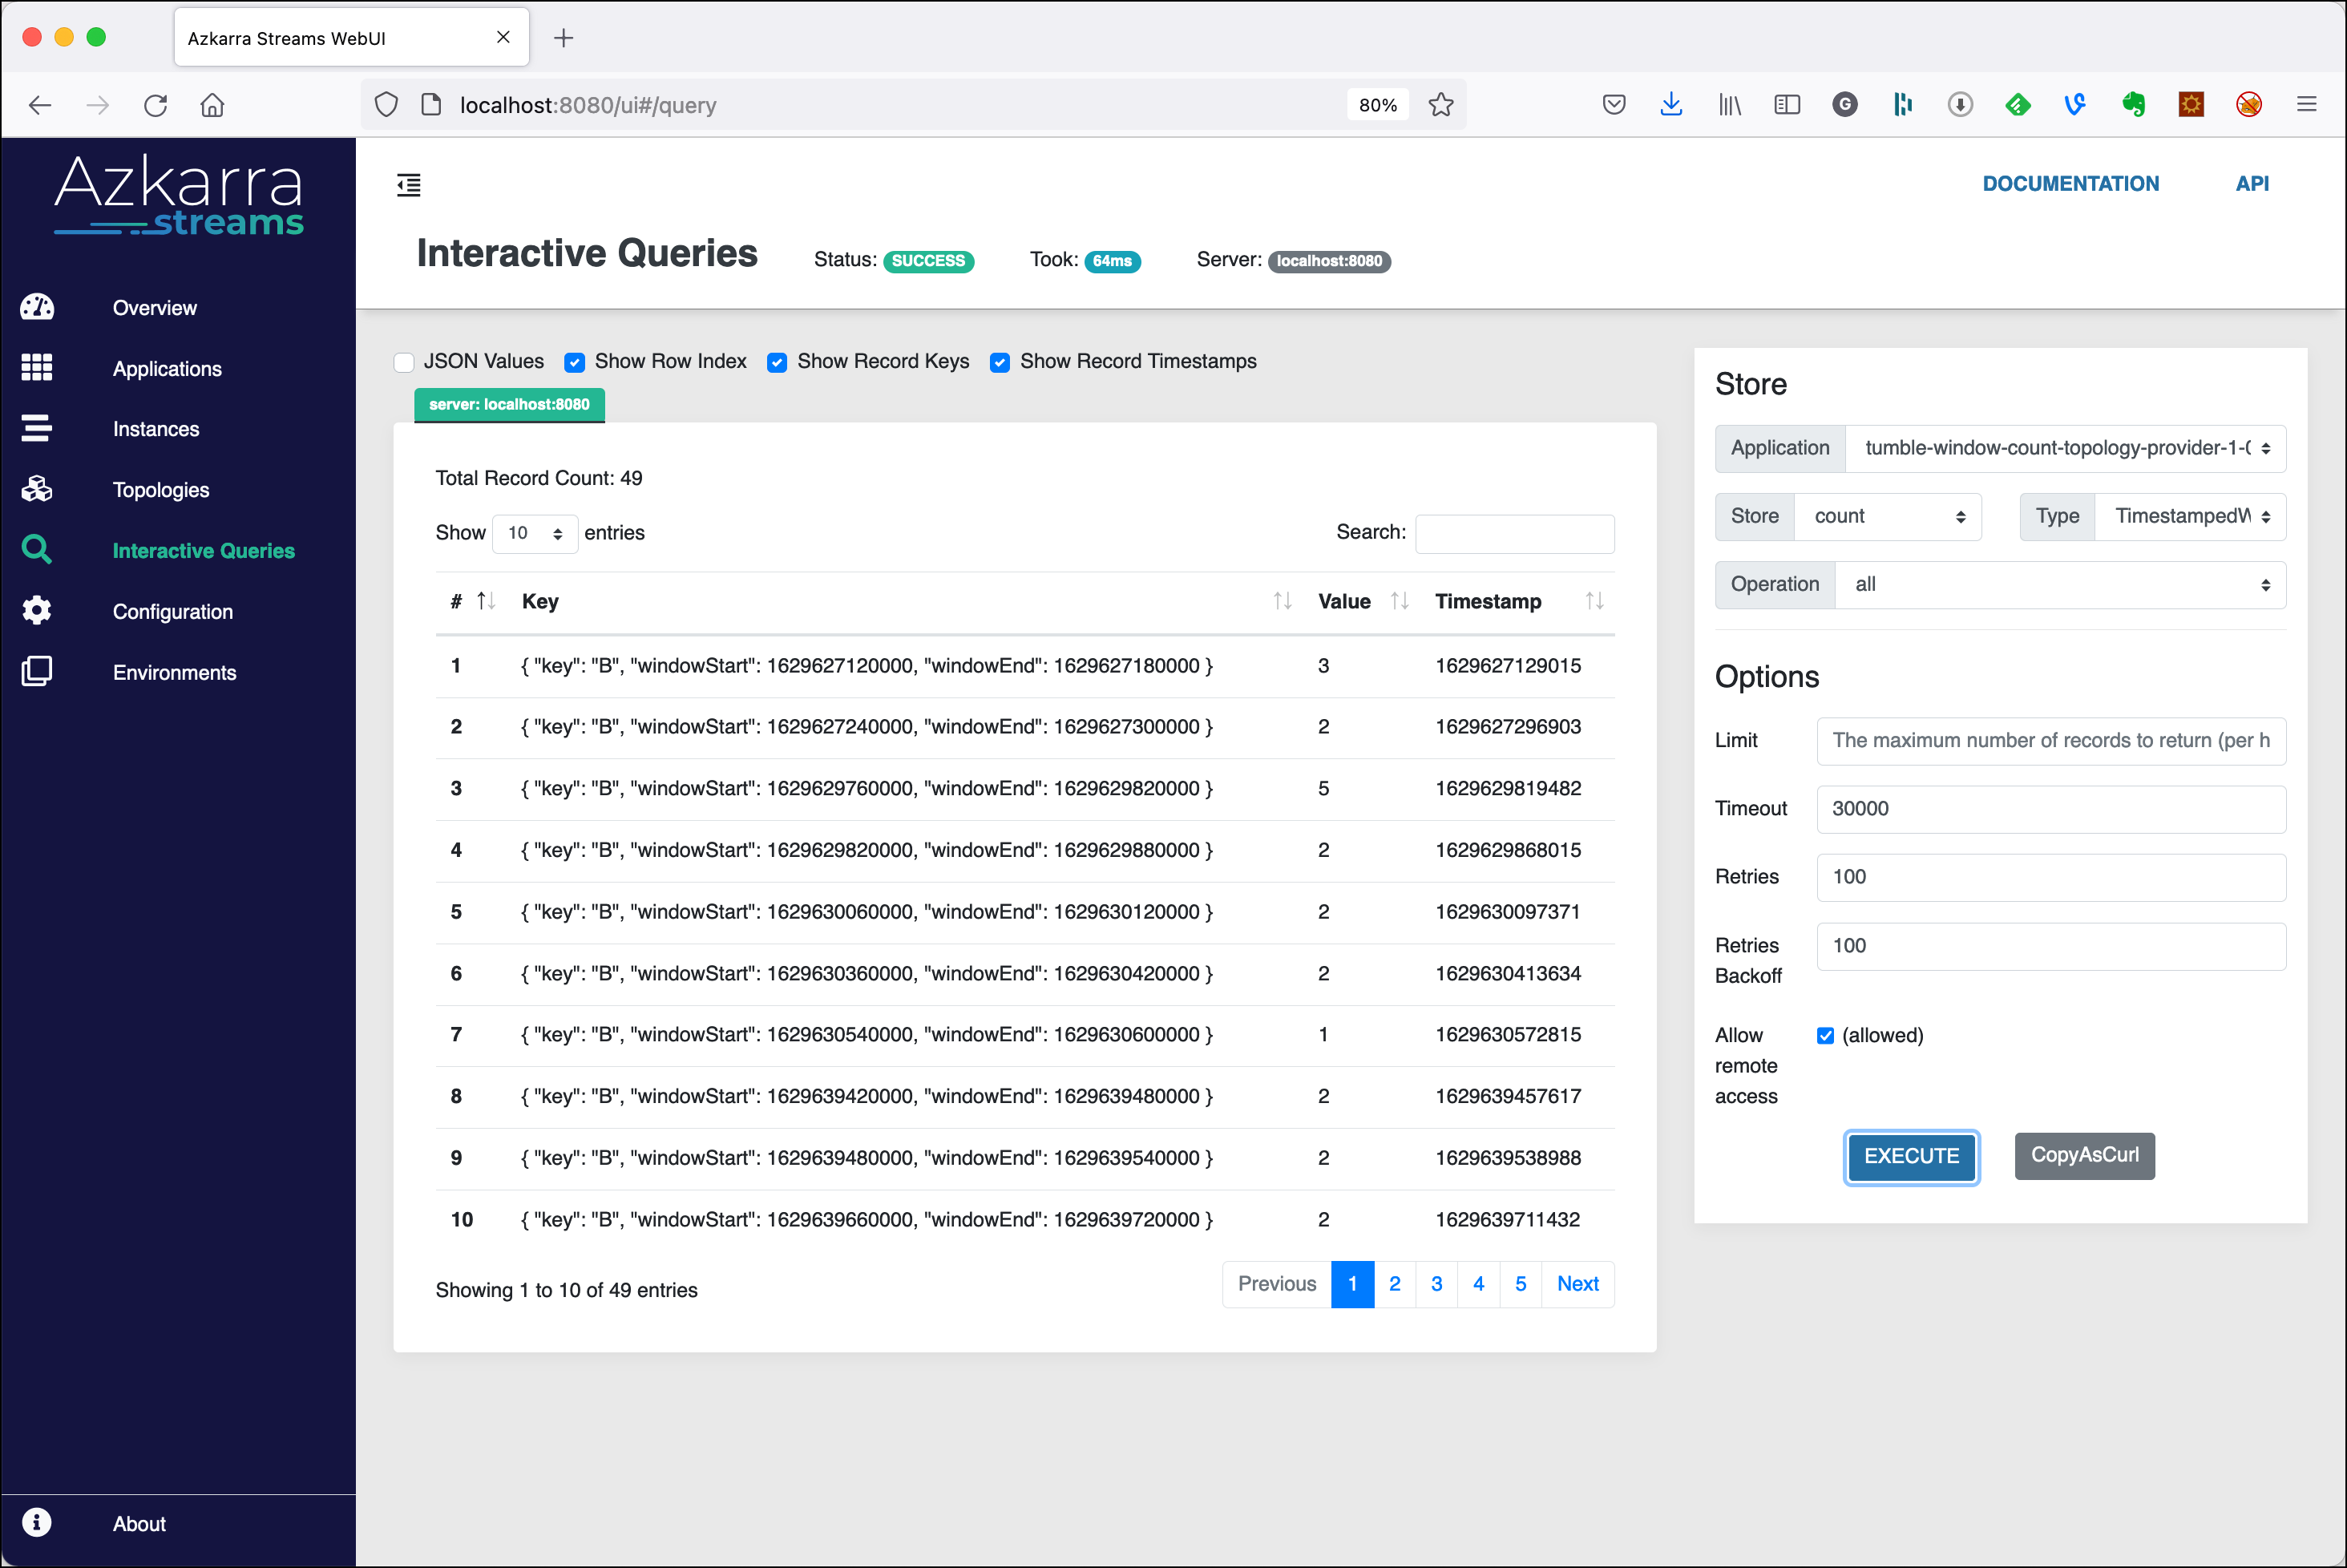 Azkarra Streams WebUI
localhost:8080/ui#/query
80%
Azkarra
streams
Overview
Applications
Instances
Topologies
Interactive Queries
Configuration
Environments
About
DOCUMENTATION API
Interactive Queries Status: SUCCESS Took: 64ms Server: localhost:8080
JSON Values Show Row Index Show Record Keys Show Record Timestamps
server: localhost:8080
Total Record Count: 49
Show 10 entries Search:
# Key Value Timestamp
1 { "key": "B", "windowStart": 1629627120000, "windowEnd": 1629627180000 } 3 1629627129015
2 { "key": "B", "windowStart": 1629627240000, "windowEnd": 1629627300000 } 2 1629627296903
3 { "key": "B", "windowStart": 1629629760000, "windowEnd": 1629629820000 } 5 1629629819482
4 { "key": "B", "windowStart": 1629629820000, "windowEnd": 1629629880000 } 2 1629629868015
5 { "key": "B", "windowStart": 1629630060000, "windowEnd": 1629630120000 } 2 1629630097371
6 { "key": "B", "windowStart": 1629630360000, "windowEnd": 1629630420000 } 2 1629630413634
7 { "key": "B", "windowStart": 1629630540000, "windowEnd": 1629630600000 } 1 1629630572815
8 { "key": "B", "windowStart": 1629639420000, "windowEnd": 1629639480000 } 2 1629639457617
9 { "key": "B", "windowStart": 1629639480000, "windowEnd": 1629639540000 } 2 1629639538988
10 { "key": "B", "windowStart": 1629639660000, "windowEnd": 1629639720000 } 2 1629639711432
Showing 1 to 10 of 49 entries Previous 1 2 3 4 5 Next
Store
Application tumble-window-count-topology-provider-1-0
Store count Type TimestampedW
Operation all
Options
Limit The maximum number of records to return (per h
Timeout 30000
Retries 100
Retries Backoff 100
Allow remote access (allowed)
EXECUTE CopyAsCurl